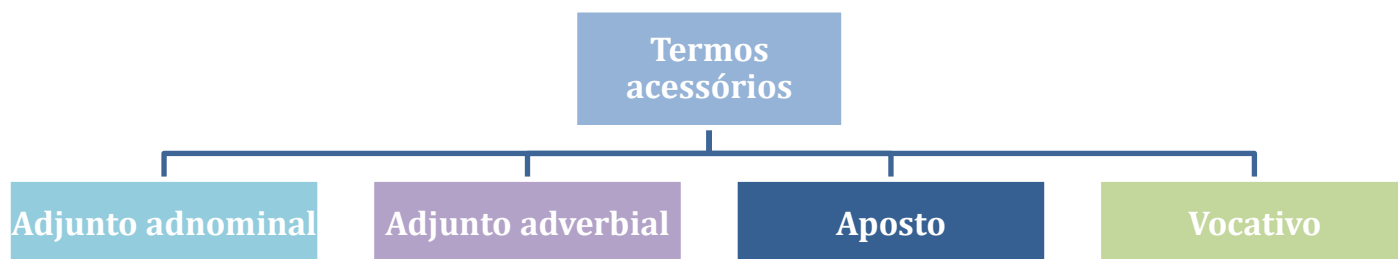 Termos
acessórios
Adjunto adnominal
Adjunto adverbial
Aposto
Vocativo